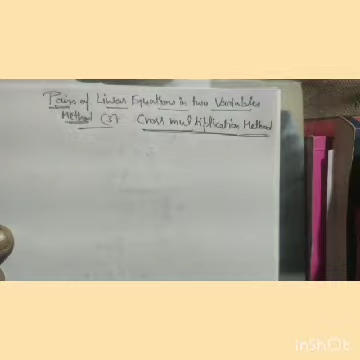 Pairs of Linear Equations in two Variables
Method (3) Cross multiplication Method
InShOt